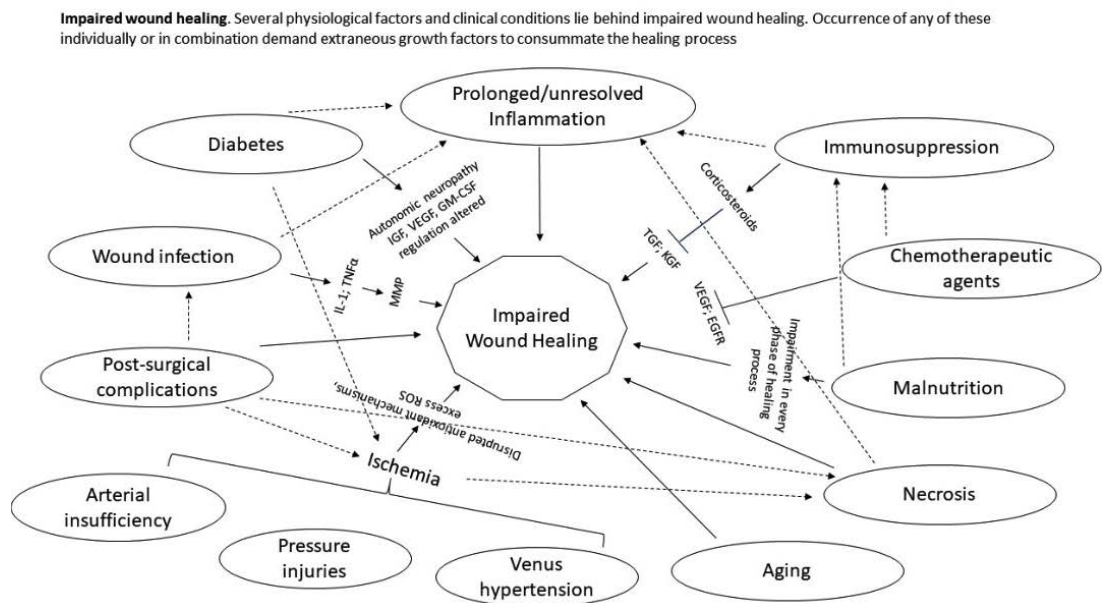 Impaired wound healing. Several physiological factors and clinical conditions lie behind impaired wound healing. Occurrence of any of these
individually or in combination demand extraneous growth factors to consummate the healing process
Prolonged/unresolved
Inflammation
Diabetes
Immunosuppression
Autonomic neuropathy
IGF, VEGF, GM-CSF
regulation altered
Corticosteroids
Wound infection
IL-1; TNFα
MMP
TGF; KGF
VEGF; EGFR
Chemotherapeutic
agents
Impaired
Wound Healing
Post-surgical
complications
Impairment in every
phase of healing
process
Malnutrition
Disrupted antioxidant mechanisms,
excess ROS
Ischemia
Arterial
insufficiency
Necrosis
Pressure
injuries
Venus
hypertension
Aging